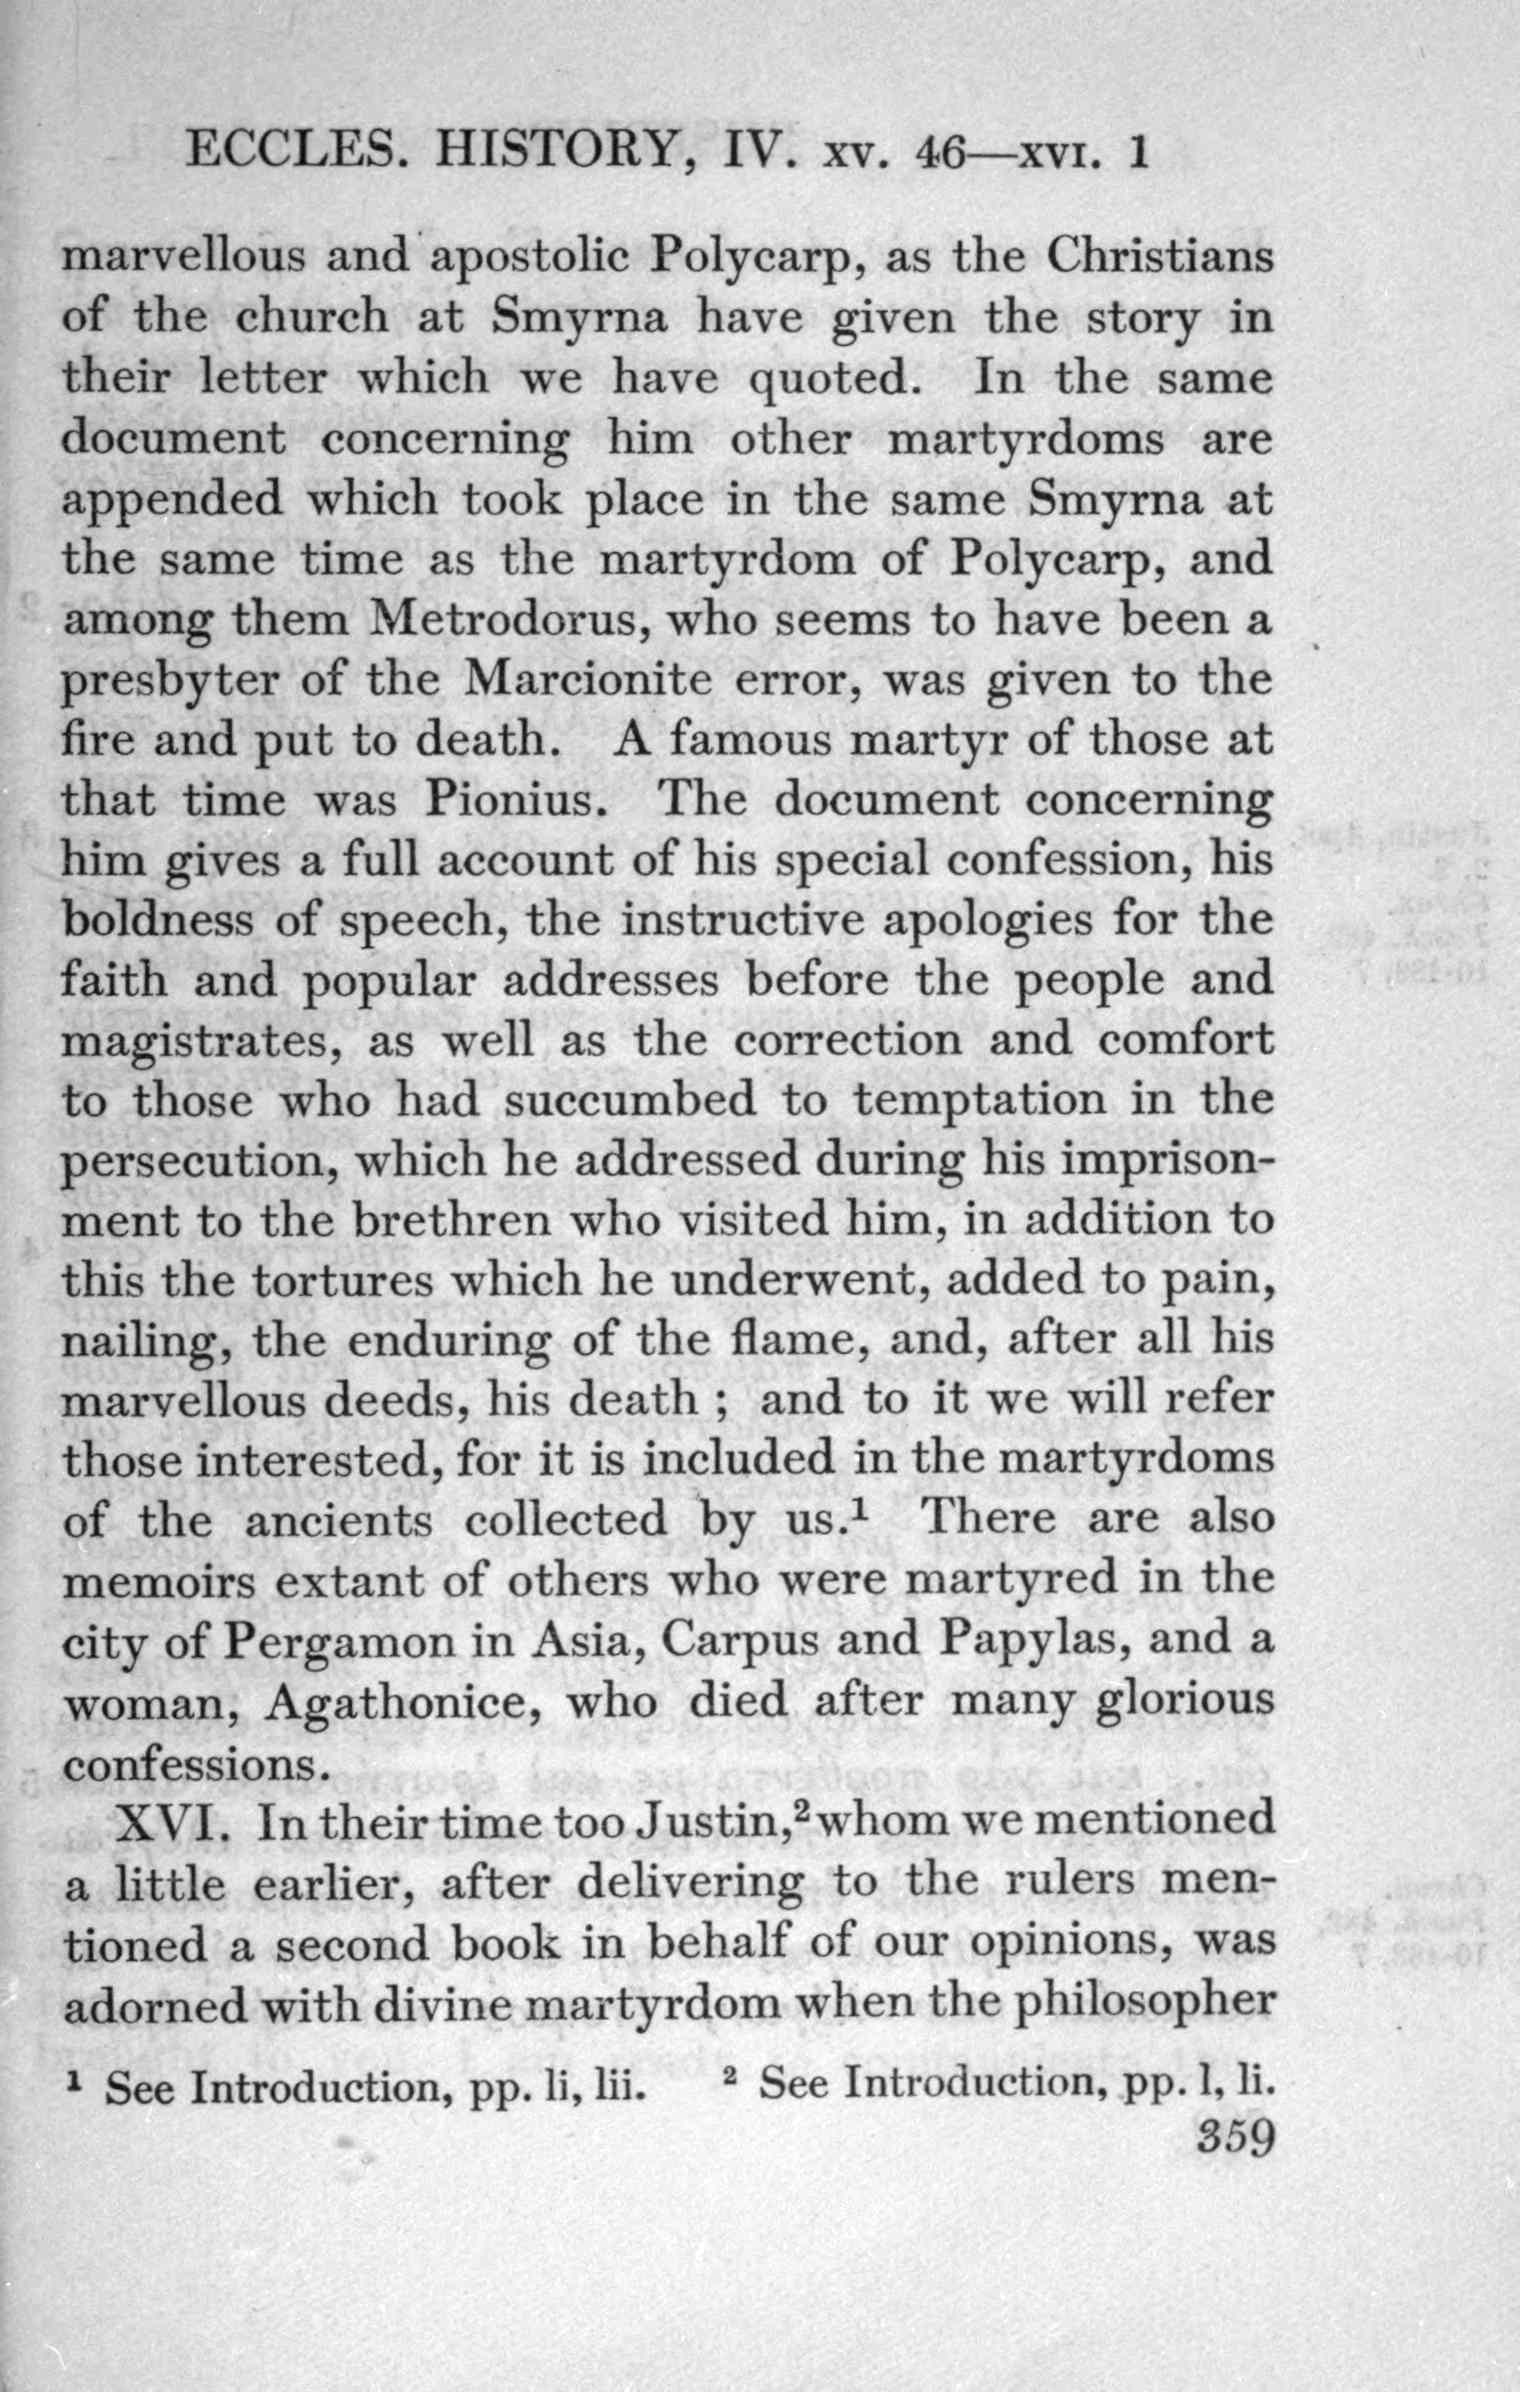 ECCLES. HISTORY, IV. xv. 46—xvi. 1
marvellous and apostolic Polycarp, as the Christians
of the church at Smyrna have given the story in
their letter which we have quoted. In the same
document concerning him other martyrdoms are
appended which took place in the same Smyrna at
the same time as the martyrdom of Polycarp, and
among them Metrodorus, who seems to have been a
presbyter of the Marcionite error, was given to the
fire and put to death. A famous martyr of those at
that time was Pionius. The document concerning
him gives a full account of his special confession, his
boldness of speech, the instructive apologies for the
faith and popular addresses before the people and
magistrates, as well as the correction and comfort
to those who had succumbed to temptation in the
persecution, which he addressed during his imprison-
ment to the brethren who visited him, in addition to
this the tortures which he underwent, added to pain,
nailing, the enduring of the flame, and, after all his
marvellous deeds, his death ; and to it we will refer
those interested, for it is included in the martyrdoms
of the ancients collected by us.¹ There are also
memoirs extant of others who were martyred in the
city of Pergamon in Asia, Carpus and Papylas, and a
woman, Agathonice, who died after many glorious
confessions.
XVI. In their time too Justin,² whom we mentioned
a little earlier, after delivering to the rulers men-
tioned a second book in behalf of our opinions, was
adorned with divine martyrdom when the philosopher
¹ See Introduction, pp. li, lii. ² See Introduction, pp. l, li.
359